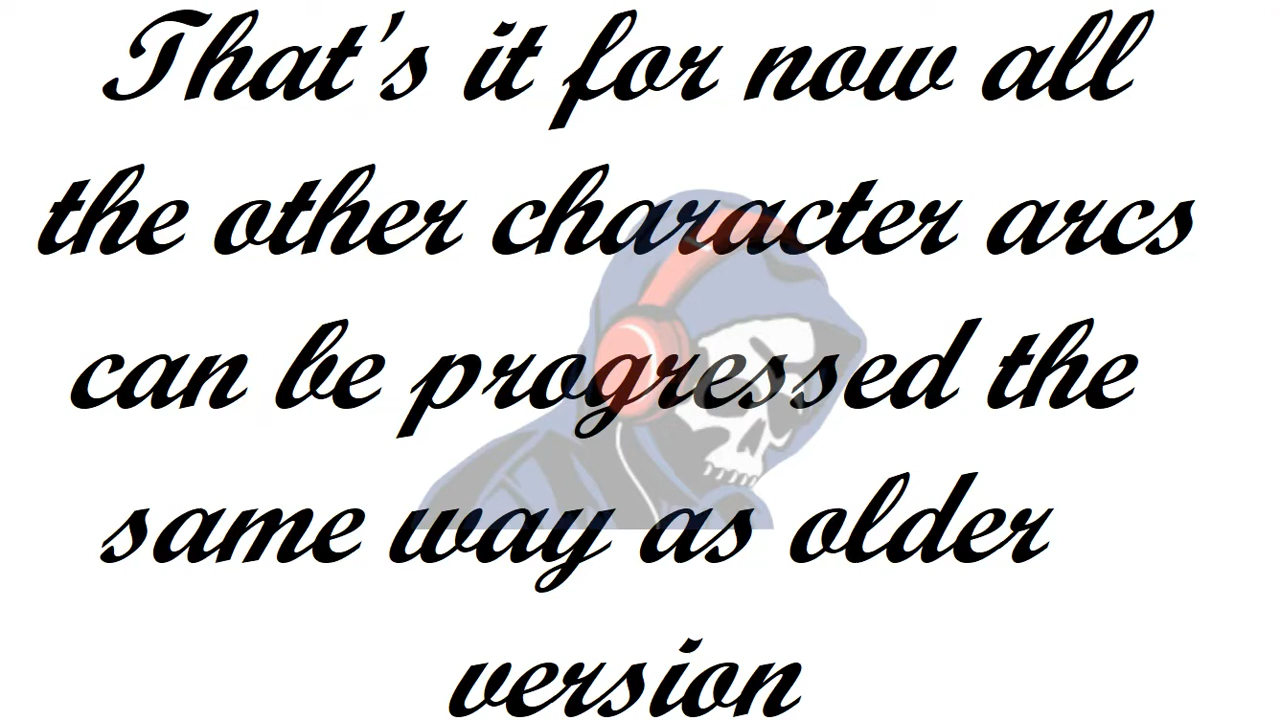 That's it for now all
the other character arcs
can be progressed the
same way as older
version